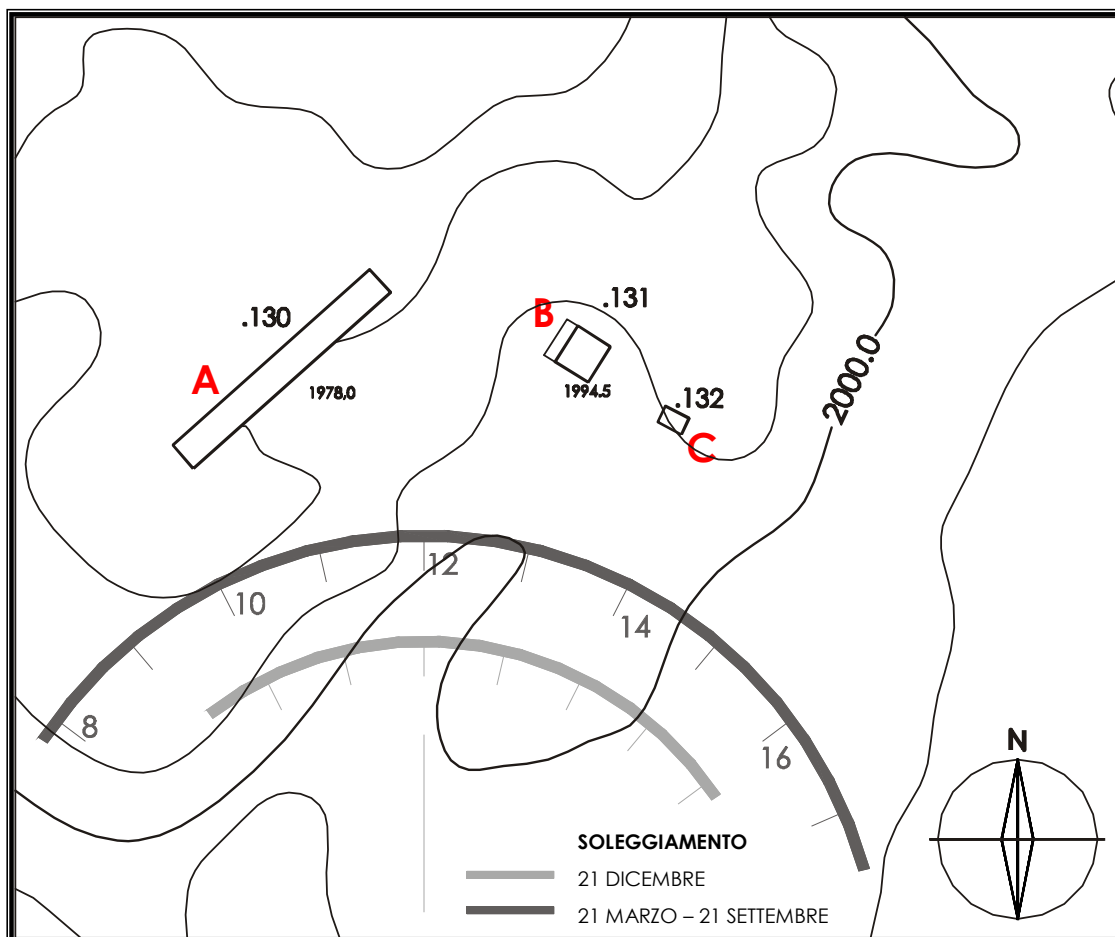 .131
B
.130
A
1978,0
1994.5
.132
C
2000.0
12
10
14
8
16
N
SOLEGGIAMENTO
21 DICEMBRE
21 MARZO – 21 SETTEMBRE